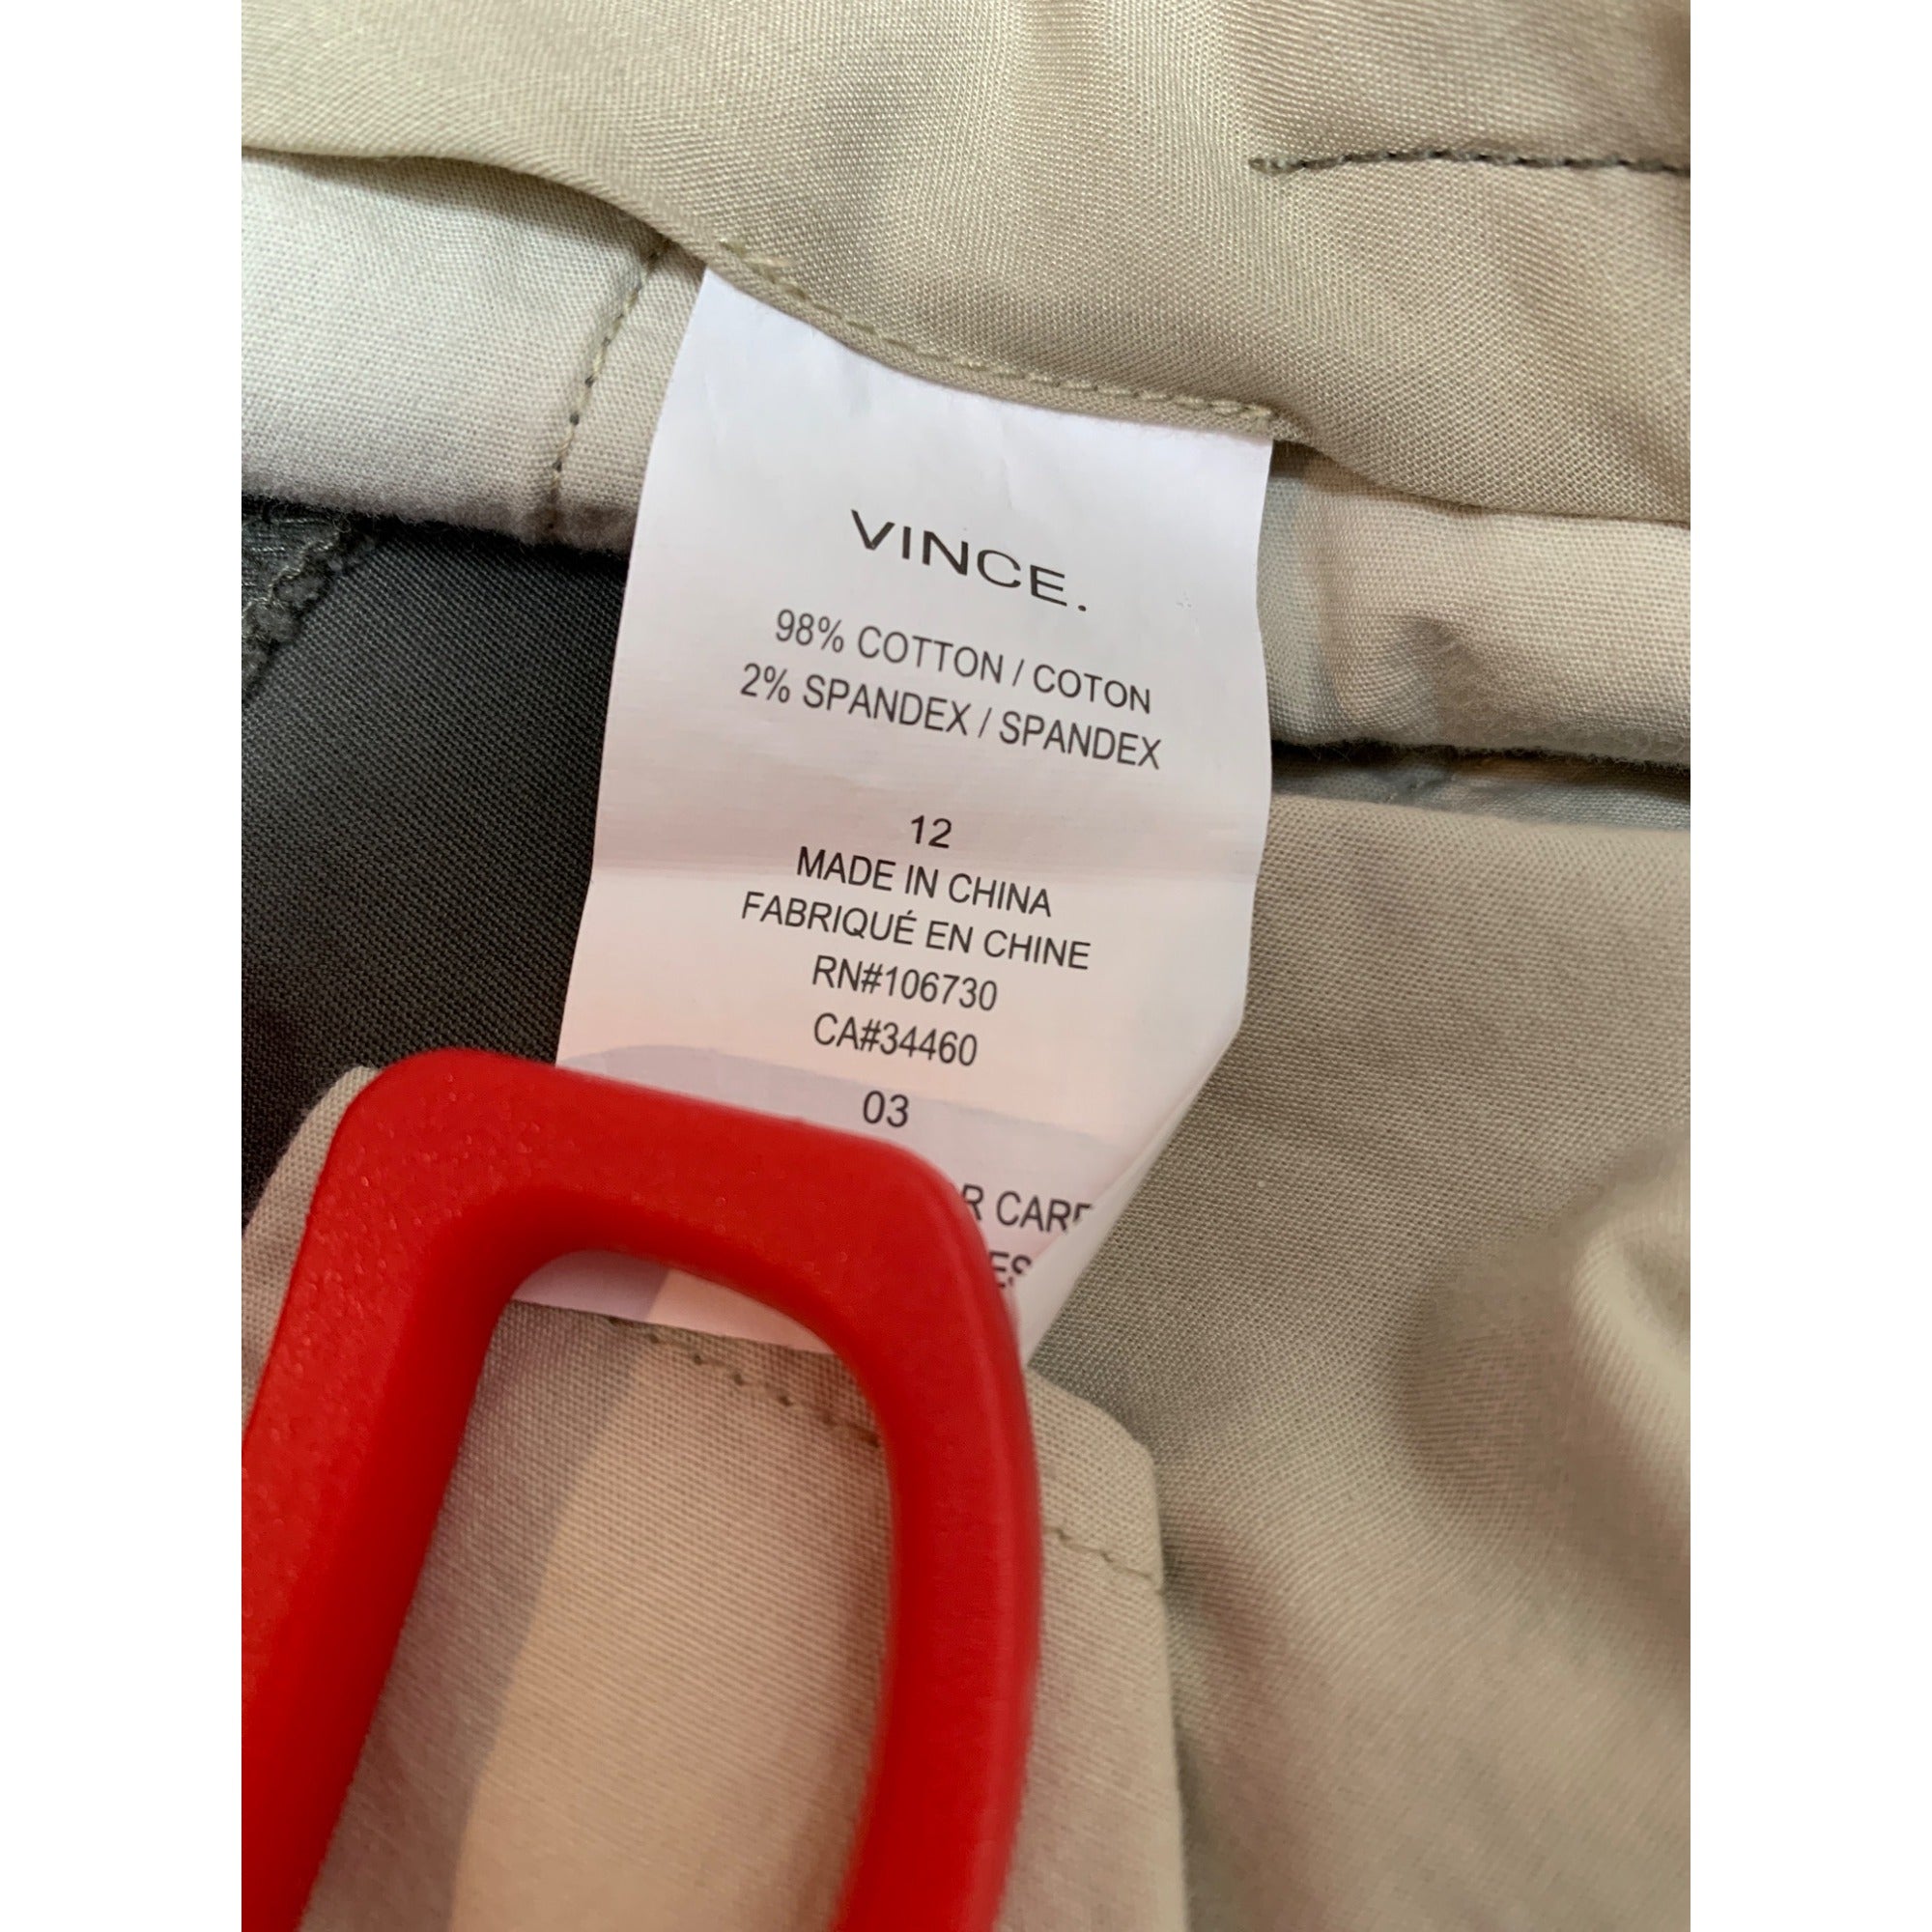 VINCE.
98% COTTON / COTON
2% SPANDEX / SPANDEX
12
MADE IN CHINA
FABRIQUÉ EN CHINE
RN#106730
CA#34460
03
CARE